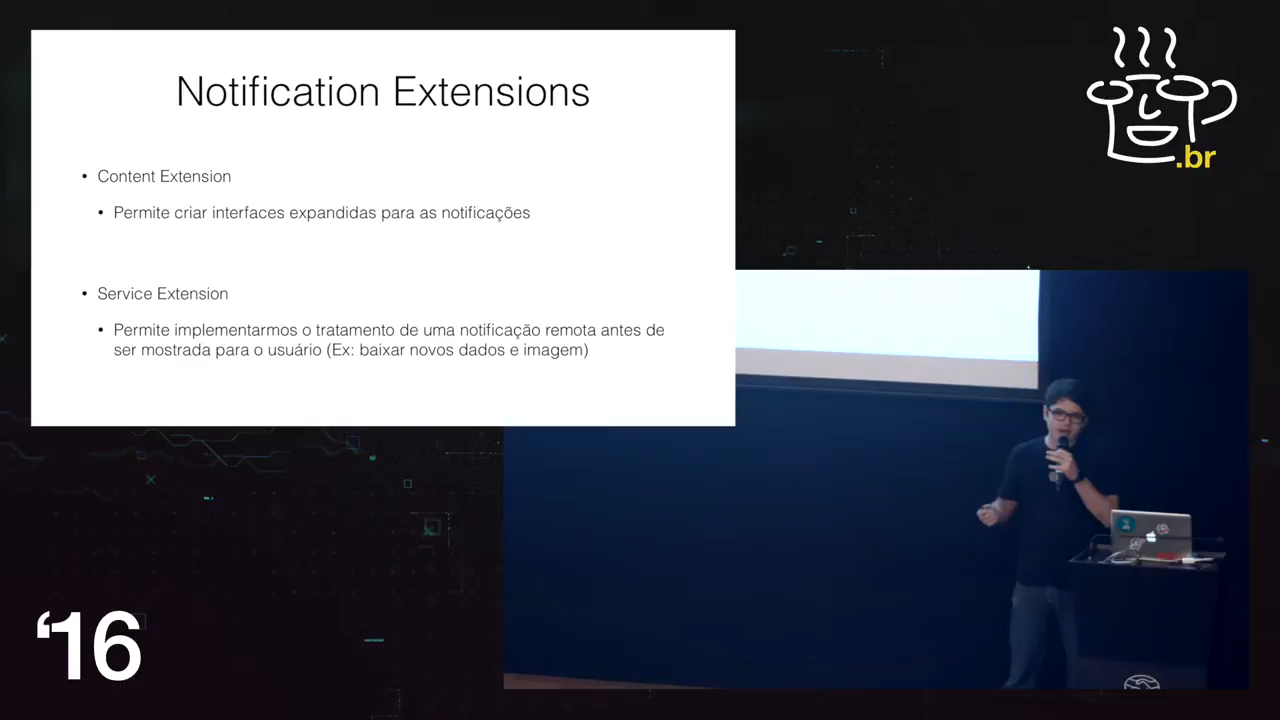 Notification Extensions
• Content Extension
• Permite criar interfaces expandidas para as notificações
• Service Extension
• Permite implementarmos o tratamento de uma notificação remota antes de
ser mostrada para o usuário (Ex: baixar novos dados e imagem)
.br
‘16